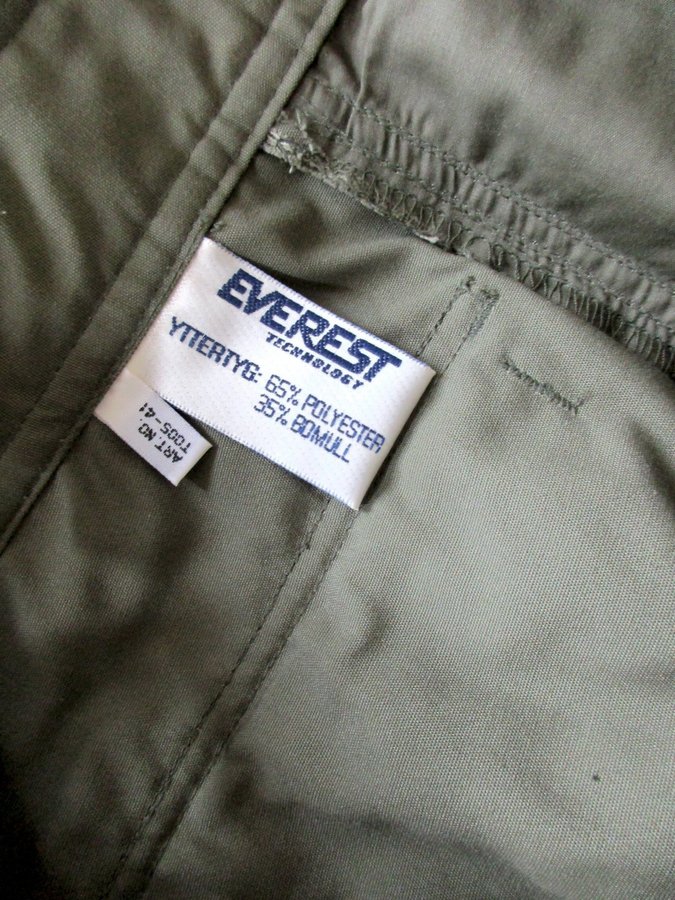 EVEREST
TECHNOLOGY
YTTERTYG: 65% POLYESTER
35% BOMULL
ART.NO.
T005-41